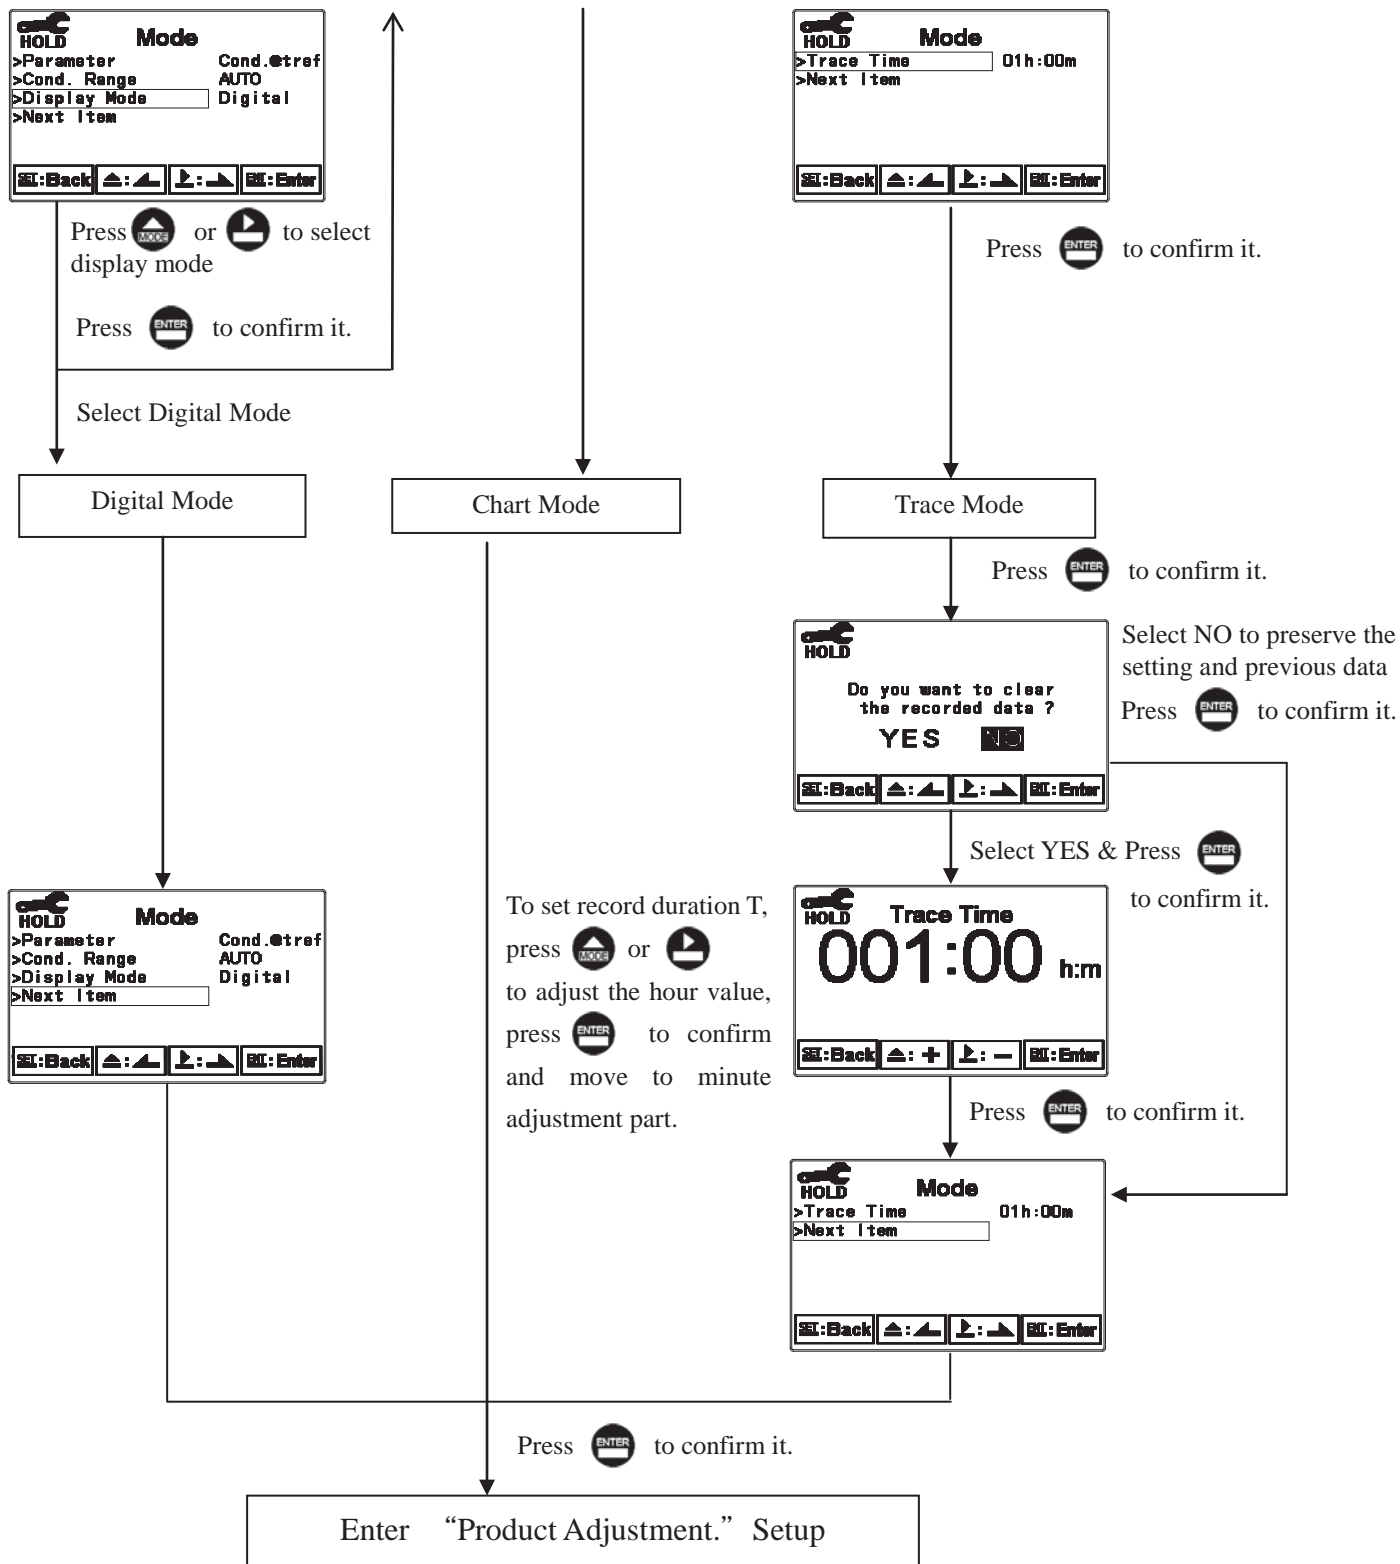 HOLD Mode
>Parameter Cond.@tref
>Cond. Range AUTO
>Display Mode Digital
>Next Item
SET:Back ENT:Enter
Press MODE or to select
display mode
Press ENTER to confirm it.
Select Digital Mode
HOLD Mode
>Trace Time 01h:00m
>Next Item
SET:Back ENT:Enter
Press ENTER to confirm it.
Digital Mode
Chart Mode
Trace Mode
Press ENTER to confirm it.
HOLD
Do you want to clear
the recorded data ?
YES NO
SET:Back ENT:Enter
Select NO to preserve the
setting and previous data
Press ENTER to confirm it.
Select YES & Press ENTER
to confirm it.
HOLD Mode
>Parameter Cond.@tref
>Cond. Range AUTO
>Display Mode Digital
>Next Item
SET:Back ENT:Enter
To set record duration T,
press MODE or
to adjust the hour value,
press ENTER to confirm
and move to minute
adjustment part.
HOLD Trace Time
001:00 h:m
SET:Back : + : - ENT:Enter
Press ENTER to confirm it.
HOLD Mode
>Trace Time 01h:00m
>Next Item
SET:Back ENT:Enter
Press ENTER to confirm it.
Enter “Product Adjustment.” Setup